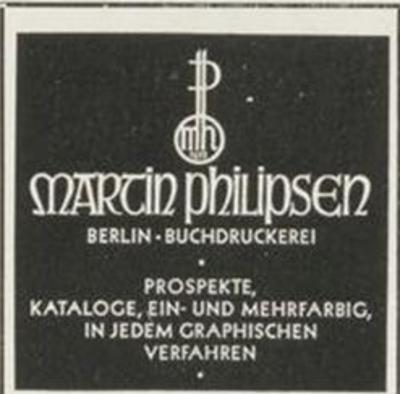 MARTIN PHILIPSEN
BERLIN · BUCHDRUCKEREI
PROSPEKTE,
KATALOGE, EIN- UND MEHRFARBIG,
IN JEDEM GRAPHISCHEN
VERFAHREN